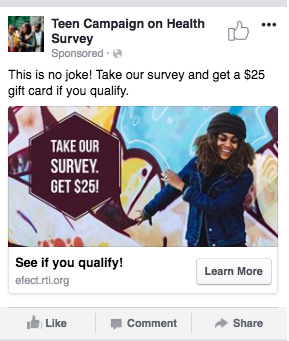 Teen Campaign on Health
Survey
Sponsored ·
This is no joke! Take our survey and get a $25
gift card if you qualify.
TAKE OUR
SURVEY.
GET $25!
See if you qualify!
efect.rti.org
Learn More
Like
Comment
Share